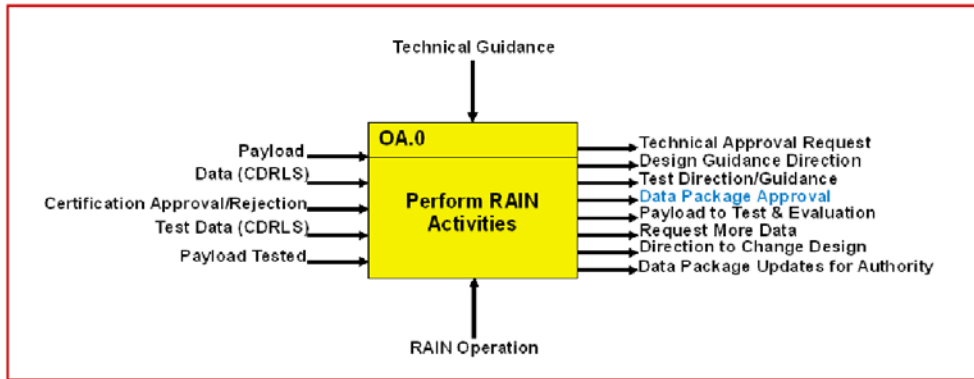 Technical Guidance
OA.0
Perform RAIN
Activities
Payload
Data (CDRLS)
Certification Approval/Rejection
Test Data (CDRLS)
Payload Tested
Technical Approval Request
Design Guidance Direction
Test Direction/Guidance
Data Package Approval
Payload to Test & Evaluation
Request More Data
Direction to Change Design
Data Package Updates for Authority
RAIN Operation